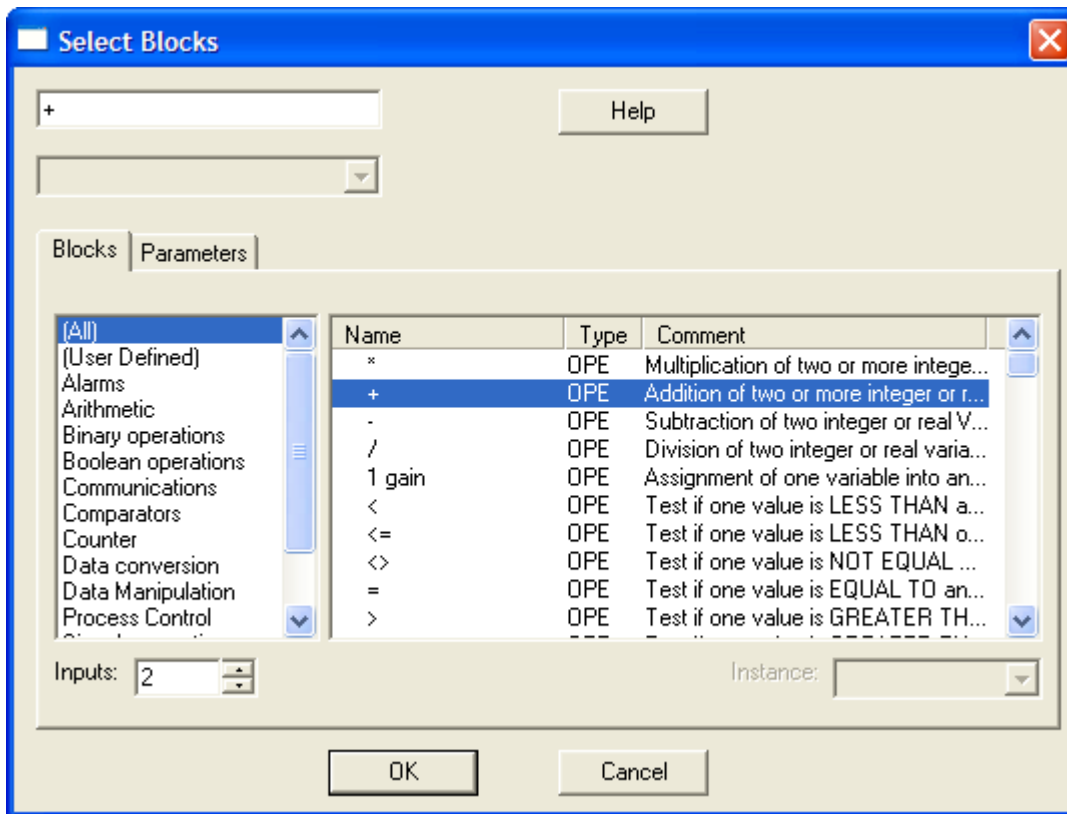 Select Blocks
+
Help
Blocks
Parameters
(All)
(User Defined)
Alarms
Arithmetic
Binary operations
Boolean operations
Communications
Comparators
Counter
Data conversion
Data Manipulation
Process Control
Name Type Comment
* OPE Multiplication of two or more intege...
+ OPE Addition of two or more integer or r...
- OPE Subtraction of two integer or real V...
/ OPE Division of two integer or real varia...
1 gain OPE Assignment of one variable into an...
< OPE Test if one value is LESS THAN a...
<= OPE Test if one value is LESS THAN o...
<> OPE Test if one value is NOT EQUAL ...
= OPE Test if one value is EQUAL TO an...
> OPE Test if one value is GREATER TH...
Inputs: 2
Instance:
OK
Cancel